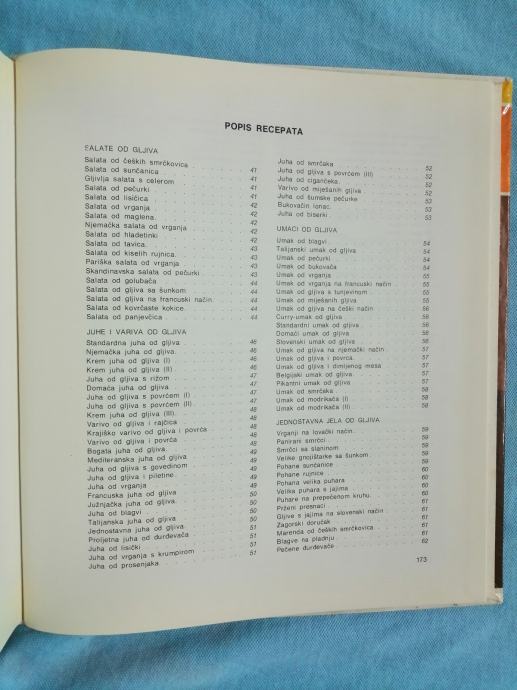 POPIS RECEPATA
SALATE OD GLJIVA
Salata od čeških smrčkovica 41
Salata od sunčanica 41
Gljivlja salata s celerom 41
Salata od pečurki 41
Salata od lisičica 42
Salata od vrganja 42
Salata od maglena 42
Njemačka salata od vrganja 42
Salata od hladetinki 42
Salata od tavica 43
Salata od kiselih rujnica 43
Pariška salata od vrganja 43
Skandinavska salata od pečurki 43
Salata od golubača 44
Salata od gljiva sa šunkom 44
Salata od gljiva na francuski način 44
Salata od kovrčaste kokice 44
Salata od panjevčica 44
JUHE I VARIVA OD GLJIVA
Standardna juha od gljiva 46
Njemačka juha od gljiva 46
Krem juha od gljiva (I) 46
Krem juha od gljiva (II) 46
Juha od gljiva s rižom 47
Domaća juha od gljiva 47
Juha od gljiva s povrćem (I) 47
Juha od gljiva s povrćem (II) 47
Krem juha od gljiva (III) 48
Varivo od gljiva i rajčica 48
Krajiško varivo od gljiva i povrća 48
Varivo od gljiva i povrća 48
Bogata juha od gljiva 48
Mediteranska juha od gljiva 49
Juha od gljiva s govedinom 49
Juha od gljiva i piletine 49
Juha od vrganja 49
Francuska juha od gljiva 50
Južnjačka juha od gljiva 50
Juha od blagvi 50
Talijanska juha od gljiva 50
Jednostavna juha od gljiva 51
Proljetna juha od đurđevača 51
Juha od lisički 51
Juha od vrganja s krumpirom 51
Juha od prosenjaka 51
Juha od smrčaka 52
Juha od gljiva s povrćem (III) 52
Juha od cigančeka 52
Varivo od miješanih gljiva 52
Juha od šumske pečurke 53
Bukovačin lonac 53
Juha od biserki 53
UMACI OD GLJIVA
Umak od blagvi 54
Talijanski umak od gljiva 54
Umak od pečurki 54
Umak od bukovača 54
Umak od vrganja 55
Umak od vrganja na francuski način 55
Umak od gljiva s tunjevinom 55
Umak od miješanih gljiva 55
Umak od gljiva na češki način 56
Curry-umak od gljiva 56
Standardni umak od gljiva 56
Domaći umak od gljiva 56
Slovenski umak od gljiva 56
Umak od gljiva na njemački način 57
Umak od gljiva i povrća 57
Umak od gljiva i dimljenog mesa 57
Belgijski umak od gljiva 57
Pikantni umak od gljiva 57
Umak od smrčaka 58
Umak od modrikača (I) 58
Umak od modrikača (II) 58
JEDNOSTAVNA JELA OD GLJIVA
Vrganji na lovački način 59
Panirani smrčci 59
Smrčci sa slaninom 59
Velike gnojištarke sa šunkom 59
Pohane sunčanice 59
Pohane rujnice 60
Pohana velika puhara 60
Velika puhara s jajima 60
Puhare na prepečenom kruhu 60
Prženi presnaci 61
Gljive s jajima na slovenski način 61
Zagorski doručak 61
Marenda od čeških smrčkovica 61
Blagve na pladnju 61
Pečene đurđevače 62
173